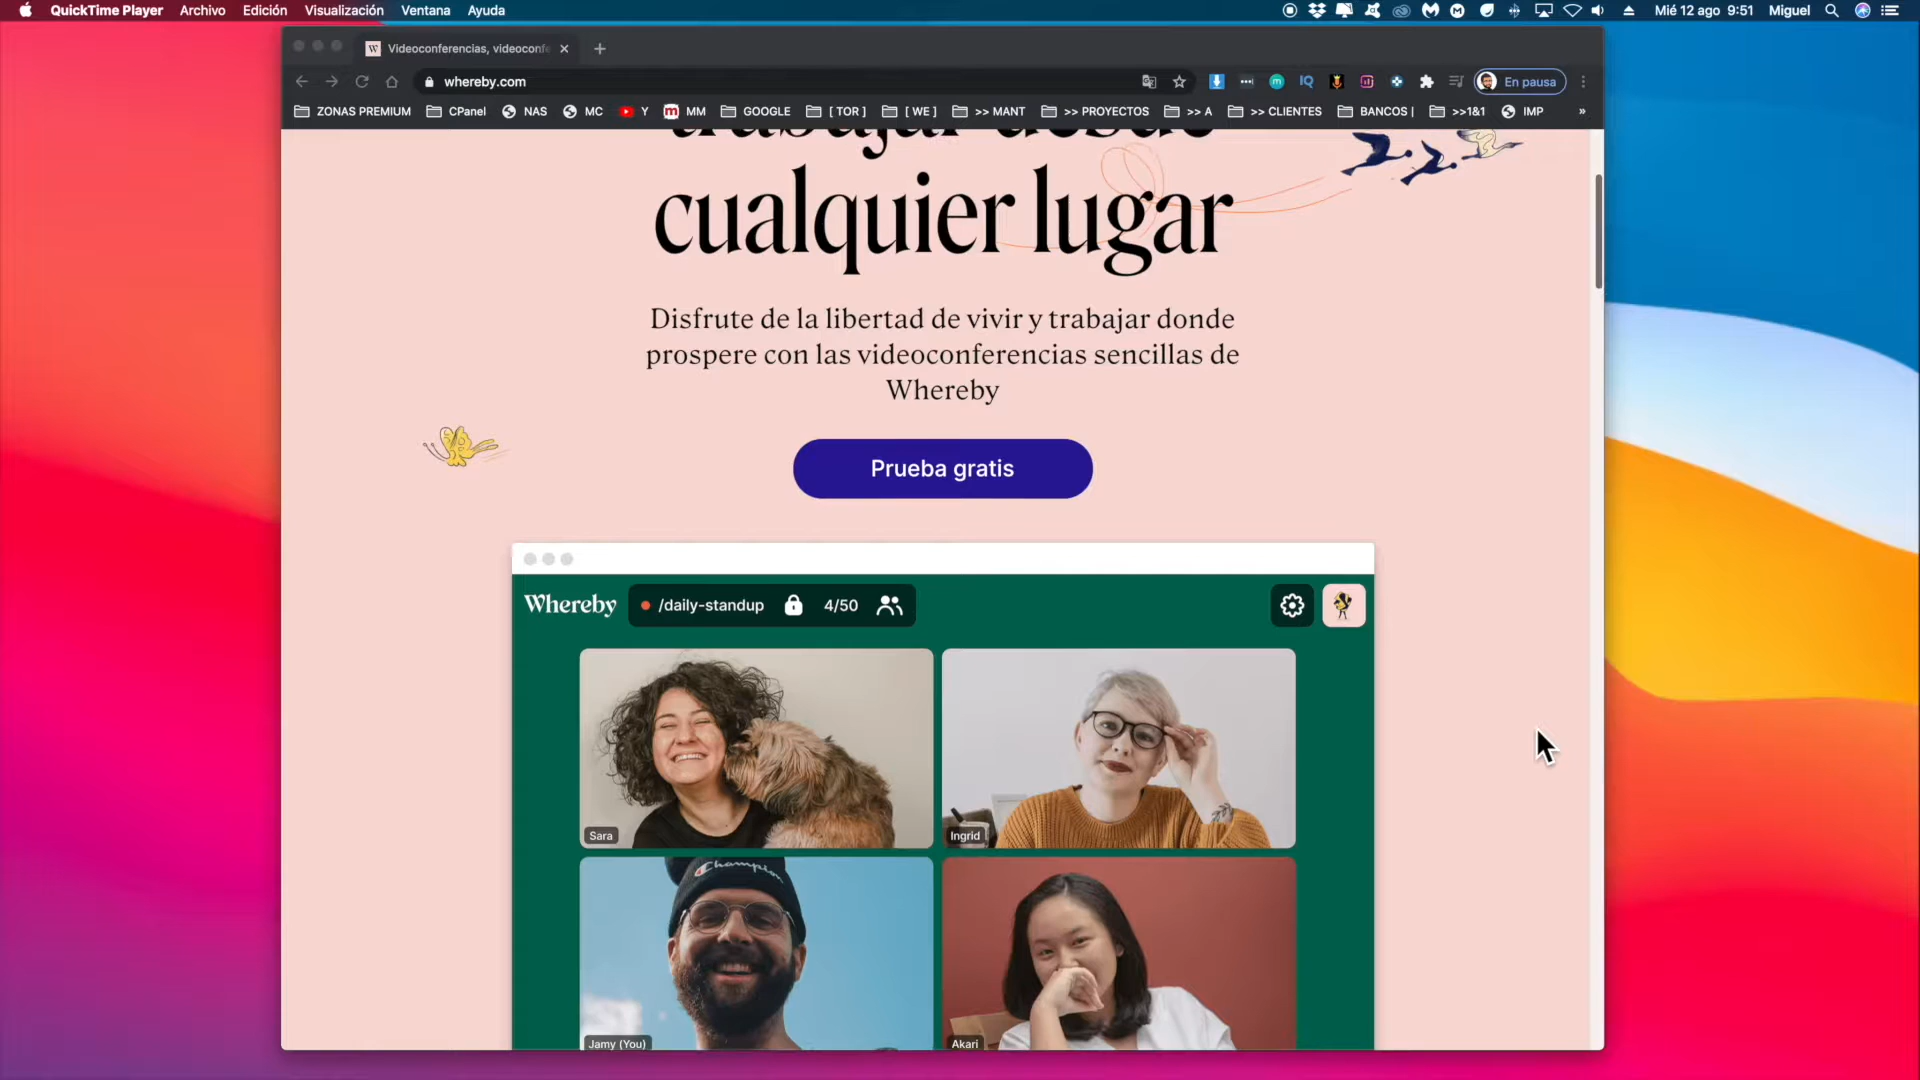 QuickTime Player Archivo Edición Visualización Ventana Ayuda
Mié 12 ago 9:51 Miguel
W Videoconferencias, videoconfe
whereby.com
En pausa
ZONAS PREMIUM CPanel NAS MC Y MM GOOGLE [ TOR ] [ WE ] >> MANT >> PROYECTOS >> A >> CLIENTES BANCOS | >>1&1 IMP »
trabajar desde
cualquier lugar
Disfrute de la libertad de vivir y trabajar donde
prospere con las videoconferencias sencillas de
Whereby
Prueba gratis
Whereby /daily-standup 4/50
Sara
Ingrid
Champion
Jamy (You)
Akari